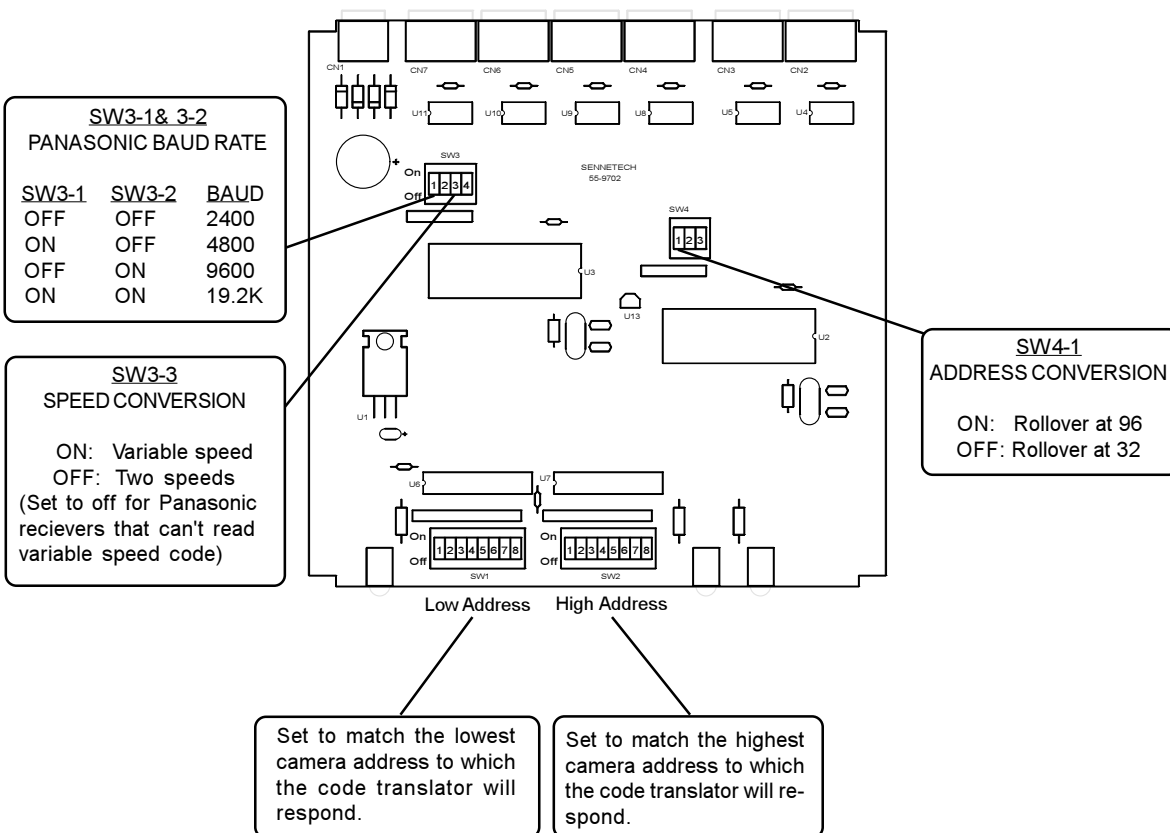 CN1
CN7
CN6
CN5
CN4
CN3
CN2
U11
U10
U9
U8
U5
U4
SW3-1& 3-2
PANASONIC BAUD RATE
SW3-1 SW3-2 BAUD
OFF OFF 2400
ON OFF 4800
OFF ON 9600
ON ON 19.2K
SW3
On
1 2 3 4
Off
+
SENNETECH
55-9702
SW4
1 2 3
U3
U13
U2
SW3-3
SPEED CONVERSION
ON: Variable speed
OFF: Two speeds
(Set to off for Panasonic
recievers that can't read
variable speed code)
SW4-1
ADDRESS CONVERSION
ON: Rollover at 96
OFF: Rollover at 32
U1
+
U6
U7
On
1 2 3 4 5 6 7 8
Off
SW1
On
1 2 3 4 5 6 7 8
Off
SW2
Low Address
High Address
Set to match the lowest
camera address to which
the code translator will
respond.
Set to match the highest
camera address to which
the code translator will re-
spond.